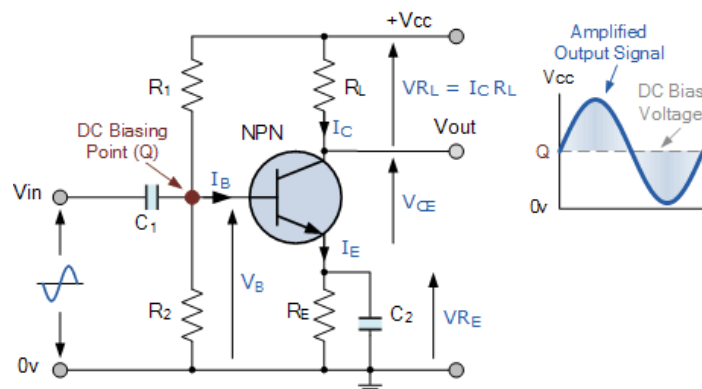 +Vcc
Amplified
Output Signal
R1
RL
VRL = IC RL
Vcc
DC Bias
Voltage
NPN
IC
Vout
DC Biasing
Point (Q)
Q
Vin
IB
C1
VCE
0v
IE
VB
R2
RE
C2
VRE
0v